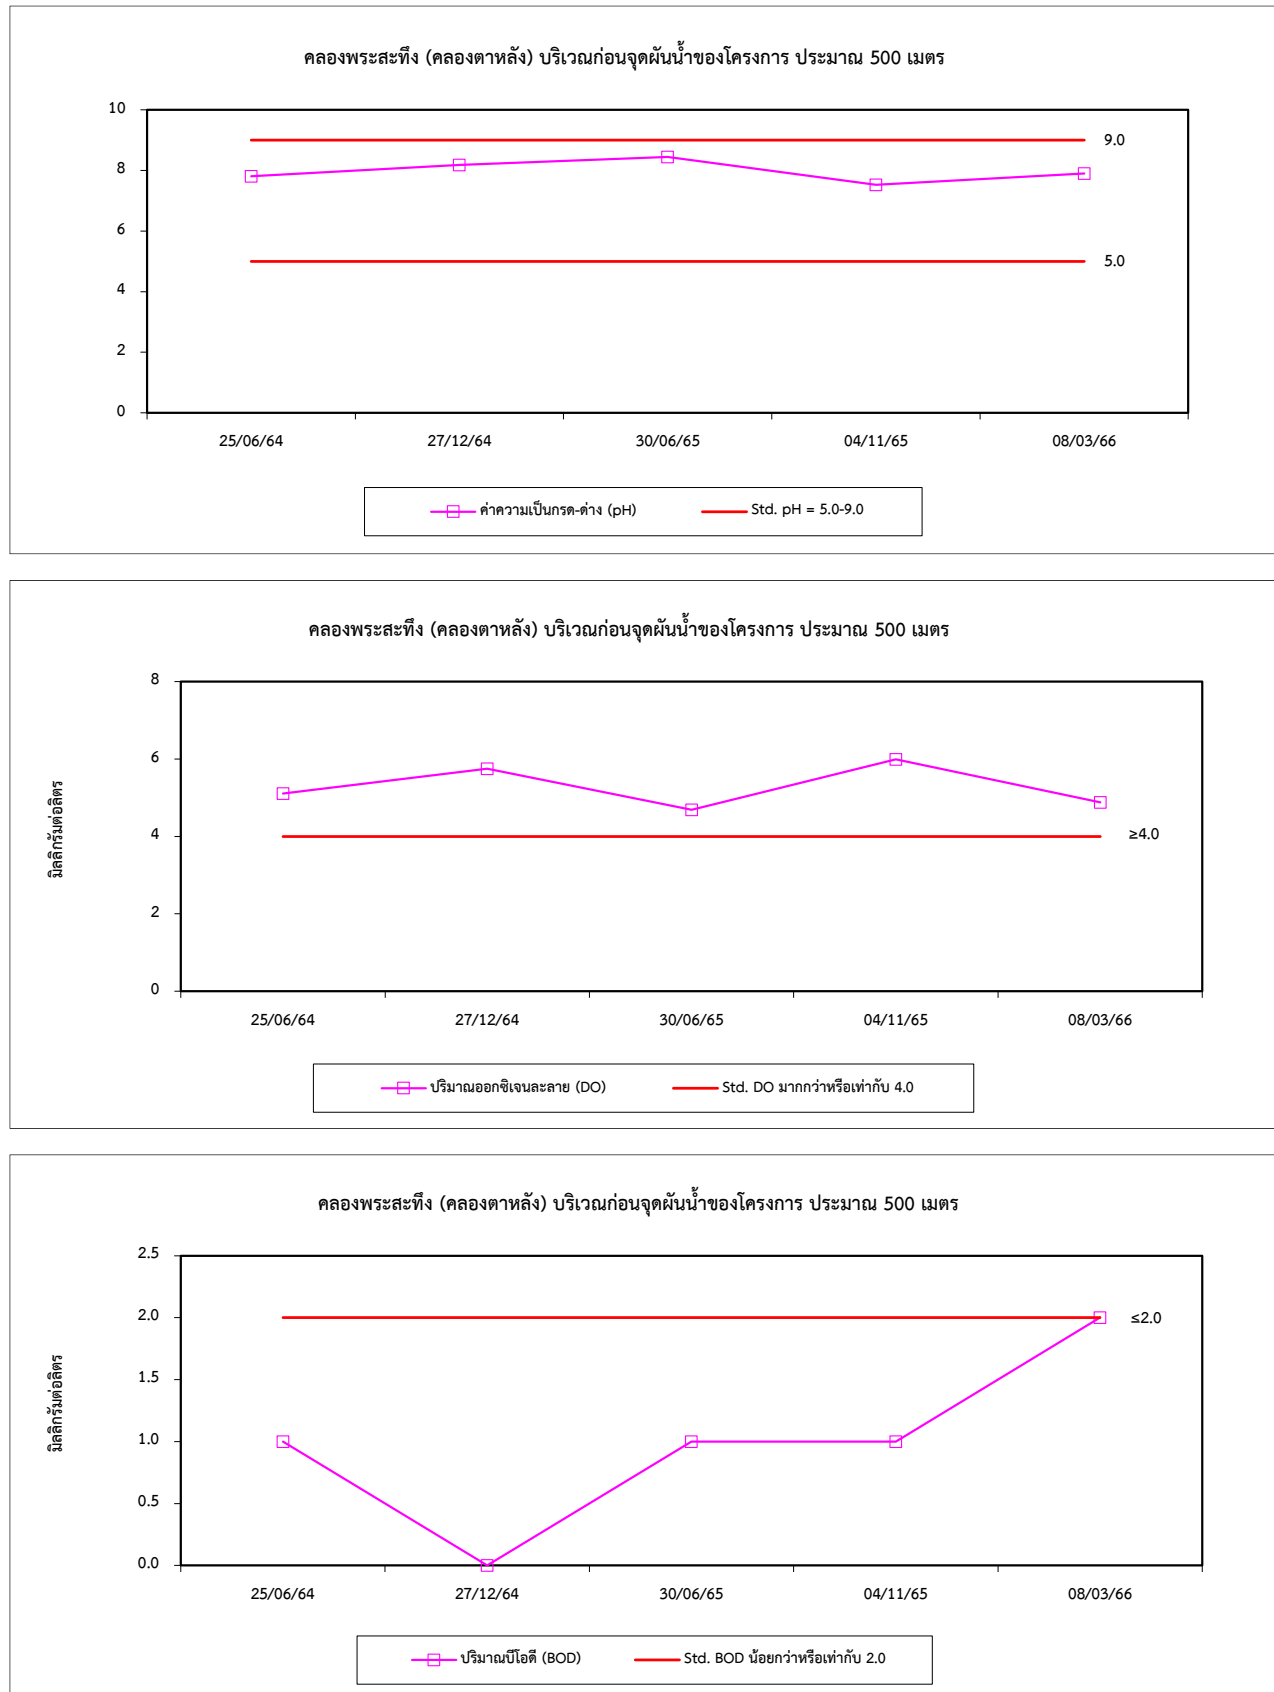 คลองพระสะทึง (คลองตาหลัง) บริเวณก่อนจุดผันน้ำของโครงการ ประมาณ 500 เมตร
10
9.0
8
6
5.0
4
2
0
25/06/64 27/12/64 30/06/65 04/11/65 08/03/66
ค่าความเป็นกรด-ด่าง (pH) Std. pH = 5.0-9.0
คลองพระสะทึง (คลองตาหลัง) บริเวณก่อนจุดผันน้ำของโครงการ ประมาณ 500 เมตร
มิลลิกรัมต่อลิตร
8
6
4
≥4.0
2
0
25/06/64 27/12/64 30/06/65 04/11/65 08/03/66
ปริมาณออกซิเจนละลาย (DO) Std. DO มากกว่าหรือเท่ากับ 4.0
คลองพระสะทึง (คลองตาหลัง) บริเวณก่อนจุดผันน้ำของโครงการ ประมาณ 500 เมตร
มิลลิกรัมต่อลิตร
2.5
2.0
≤2.0
1.5
1.0
0.5
0.0
25/06/64 27/12/64 30/06/65 04/11/65 08/03/66
ปริมาณบีโอดี (BOD) Std. BOD น้อยกว่าหรือเท่ากับ 2.0